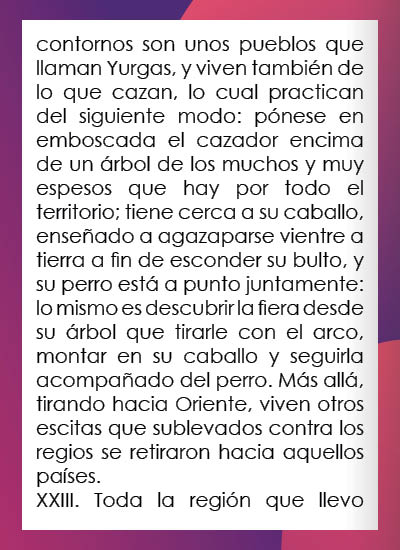 contornos son unos pueblos que
llaman Yurgas, y viven también de
lo que cazan, lo cual practican
del siguiente modo: pónese en
emboscada el cazador encima
de un árbol de los muchos y muy
espesos que hay por todo el
territorio; tiene cerca a su caballo,
enseñado a agazaparse vientre a
tierra a fin de esconder su bulto, y
su perro está a punto juntamente:
lo mismo es descubrir la fiera desde
su árbol que tirarle con el arco,
montar en su caballo y seguirla
acompañado del perro. Más allá,
tirando hacia Oriente, viven otros
escitas que sublevados contra los
regios se retiraron hacia aquellos
países.
XXIII. Toda la región que llevo